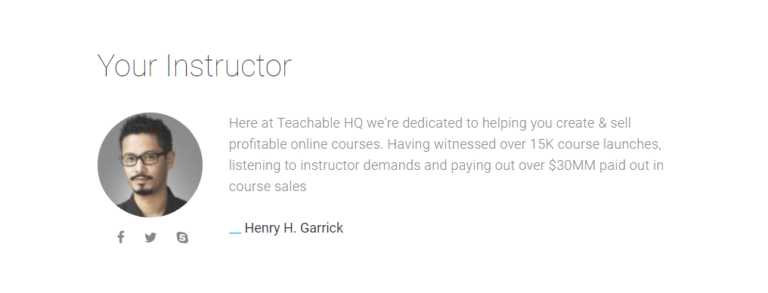 Your Instructor
Here at Teachable HQ we're dedicated to helping you create & sell
profitable online courses. Having witnessed over 15K course launches,
listening to instructor demands and paying out over $30MM paid out in
course sales
__ Henry H. Garrick